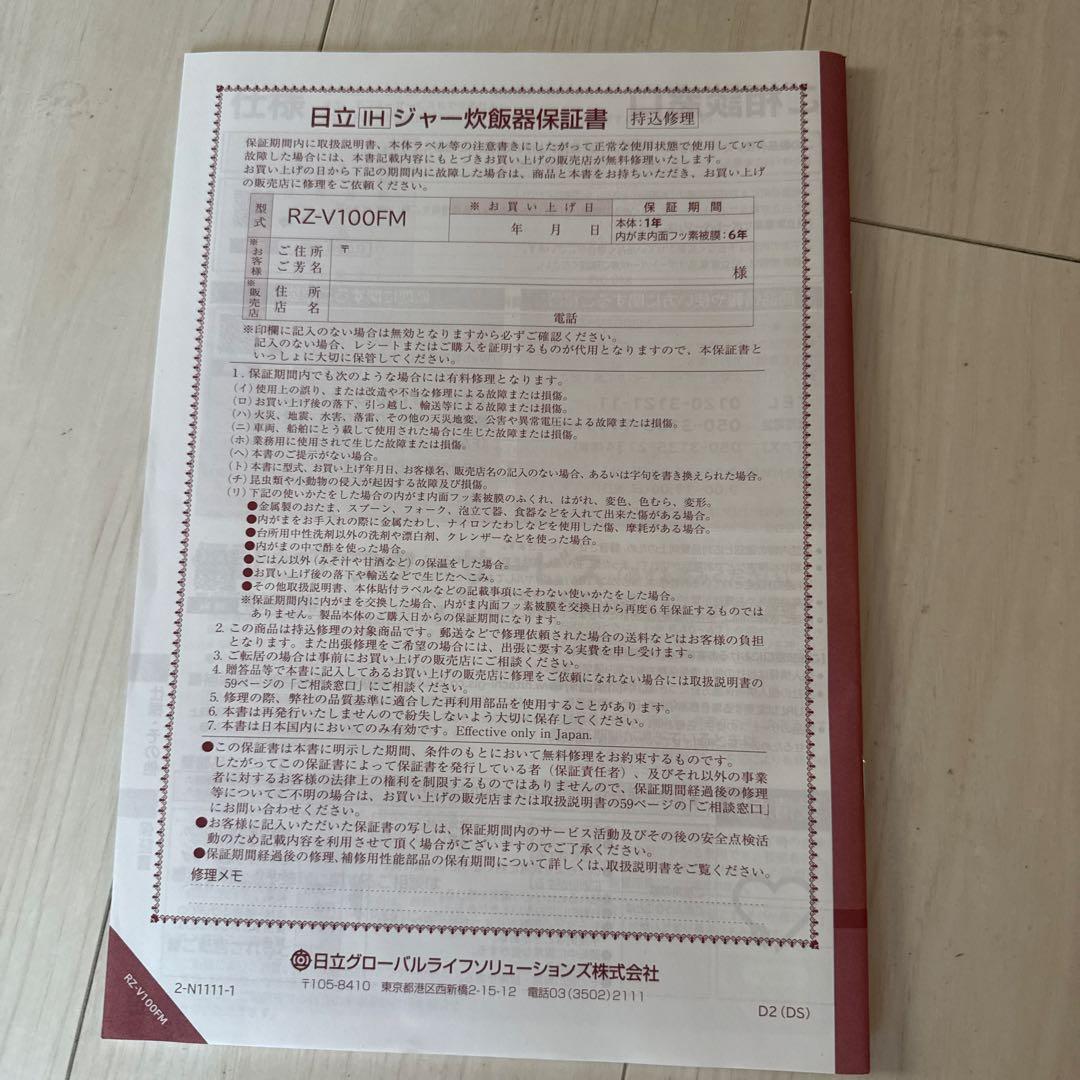 日立IHジャー炊飯器保証書 持込修理
保証期間内に取扱説明書、本体ラベル等の注意書きにしたがって正常な使用状態で使用していて
故障した場合には、本書記載内容にもとづきお買い上げの販売店が無料修理いたします。
お買い上げの日から下記の期間内に故障した場合は、商品と本書をお持ちいただき、お買い上げ
の販売店に修理をご依頼ください。
型式 RZ-V100FM ※お買い上げ日 保証期間
年 月 日 本体：1年
内がま内面フッ素被膜：6年
※お客様 ご住所 〒
ご芳名 様
※販売店 住所
店名 電話
※印欄に記入のない場合は無効となりますから必ずご確認ください。
記入のない場合、レシートまたはご購入を証明するものが代用となりますので、本保証書と
いっしょに大切に保管してください。
1. 保証期間内でも次のような場合には有料修理となります。
(イ) 使用上の誤り、または改造や不当な修理による故障または損傷。
(ロ) お買い上げ後の落下、引っ越し、輸送等による故障または損傷。
(ハ) 火災、地震、水害、落雷、その他の天災地変、公害や異常電圧による故障または損傷。
(ニ) 車両、船舶にとう載して使用された場合に生じた故障または損傷。
(ホ) 業務用に使用されて生じた故障または損傷。
(ヘ) 本書のご提示がない場合。
(ト) 本書に型式、お買い上げ年月日、お客様名、販売店名の記入のない場合、あるいは字句を書き換えられた場合。
(チ) 昆虫類や小動物の侵入が起因する故障及び損傷。
(リ) 下記の使いかたをした場合の内がま内面フッ素被膜のふくれ、はがれ、変色、色むら、変形。
●金属製のおたま、スプーン、フォーク、泡立て器、食器などを入れて出来た傷がある場合。
●内がまをお手入れの際に金属たわし、ナイロンたわしなどを使用した傷、摩耗がある場合。
●台所用中性洗剤以外の洗剤や漂白剤、クレンザーなどを使った場合。
●内がまの中で酢を使った場合。
●ごはん以外(みそ汁や甘酒など)の保温をした場合。
●お買い上げ後の落下や輸送などで生じたへこみ。
●その他取扱説明書、本体貼付ラベルなどの記載事項にそわない使いかたをした場合。
※保証期間内に内がまを交換した場合、内がま内面フッ素被膜を交換日から再度6年保証するものでは
ありません。製品本体のご購入日からの保証期間になります。
2. この商品は持込修理の対象商品です。郵送などで修理依頼された場合の送料などはお客様の負担
となります。また出張修理をご希望の場合には、出張に要する実費を申し受けます。
3. ご転居の場合は事前にお買い上げの販売店にご相談ください。
4. 贈答品等で本書に記入してあるお買い上げの販売店に修理をご依頼になれない場合には取扱説明書の
59ページの「ご相談窓口」にご相談ください。
5. 修理の際、弊社の品質基準に適合した再利用部品を使用することがあります。
6. 本書は再発行いたしませんので紛失しないよう大切に保存してください。
7. 本書は日本国内においてのみ有効です。Effective only in Japan.
●この保証書は本書に明示した期間、条件のもとにおいて無料修理をお約束するものです。
したがってこの保証書によって保証書を発行している者（保証責任者）、及びそれ以外の事業
者に対するお客様の法律上の権利を制限するものではありませんので、保証期間経過後の修理
等についてご不明の場合は、お買い上げの販売店または取扱説明書の59ページの「ご相談窓口」
にお問い合わせください。
●お客様に記入いただいた保証書の写しは、保証期間内のサービス活動及びその後の安全点検活
動のため記載内容を利用させて頂く場合がございますのでご了承ください。
●保証期間経過後の修理、補修用性能部品の保有期間について詳しくは、取扱説明書をご覧ください。
修理メモ
日立グローバルライフソリューションズ株式会社
〒105-8410 東京都港区西新橋2-15-12 電話03(3502)2111
2-N1111-1
D2(DS)
RZ-V100FM